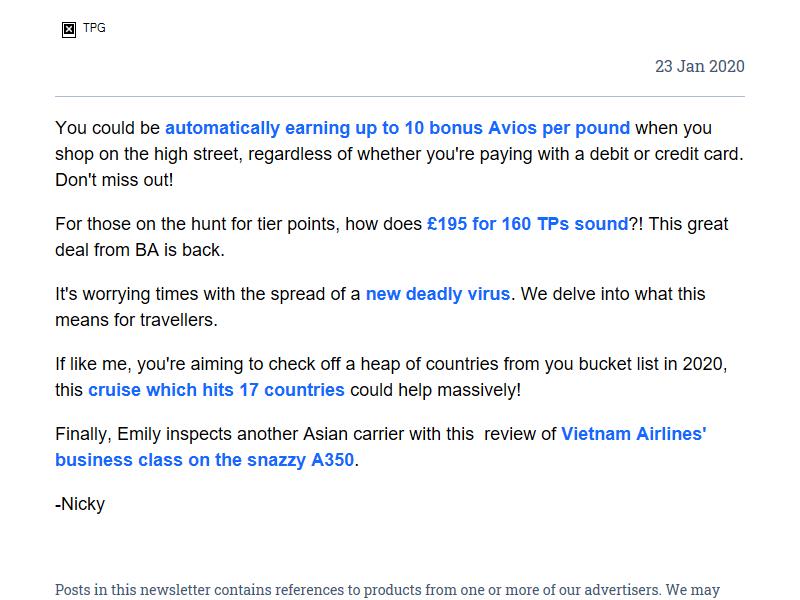 TPG
23 Jan 2020
You could be automatically earning up to 10 bonus Avios per pound when you
shop on the high street, regardless of whether you're paying with a debit or credit card.
Don't miss out!
For those on the hunt for tier points, how does £195 for 160 TPs sound?! This great
deal from BA is back.
It's worrying times with the spread of a new deadly virus. We delve into what this
means for travellers.
If like me, you're aiming to check off a heap of countries from you bucket list in 2020,
this cruise which hits 17 countries could help massively!
Finally, Emily inspects another Asian carrier with this  review of Vietnam Airlines'
business class on the snazzy A350.
-Nicky
Posts in this newsletter contains references to products from one or more of our advertisers. We may